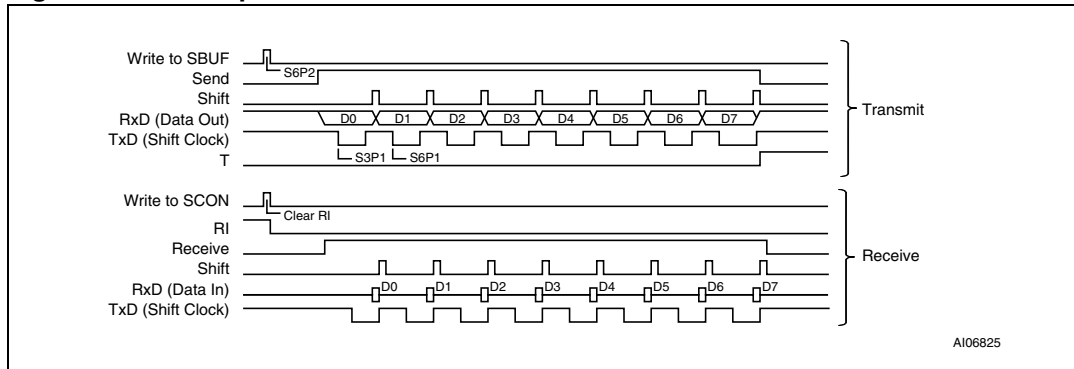 Write to SBUF
S6P2
Send
Shift
RxD (Data Out) D0 D1 D2 D3 D4 D5 D6 D7
TxD (Shift Clock)
S3P1 S6P1
T
Transmit
Write to SCON
Clear RI
RI
Receive
Shift
RxD (Data In) D0 D1 D2 D3 D4 D5 D6 D7
TxD (Shift Clock)
Receive
AI06825